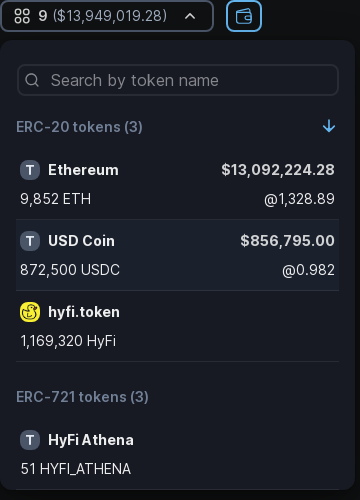 9 ($13,949,019.28)
Search by token name
ERC-20 tokens (3)
T Ethereum $13,092,224.28
9,852 ETH @1,328.89
T USD Coin $856,795.00
872,500 USDC @0.982
hyfi.token
1,169,320 HyFi
ERC-721 tokens (3)
T HyFi Athena
51 HYFI_ATHENA